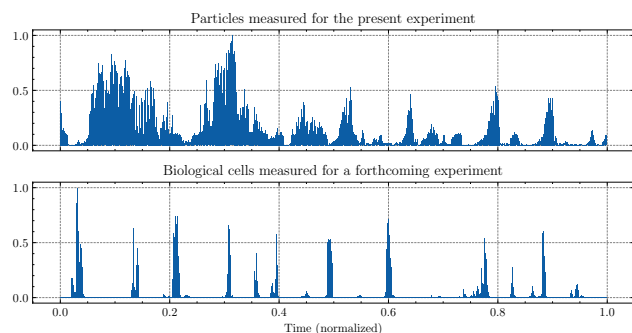 Particles measured for the present experiment
1.0
0.5
0.0
Biological cells measured for a forthcoming experiment
1.0
0.5
0.0
0.0 0.2 0.4 0.6 0.8 1.0
Time (normalized)